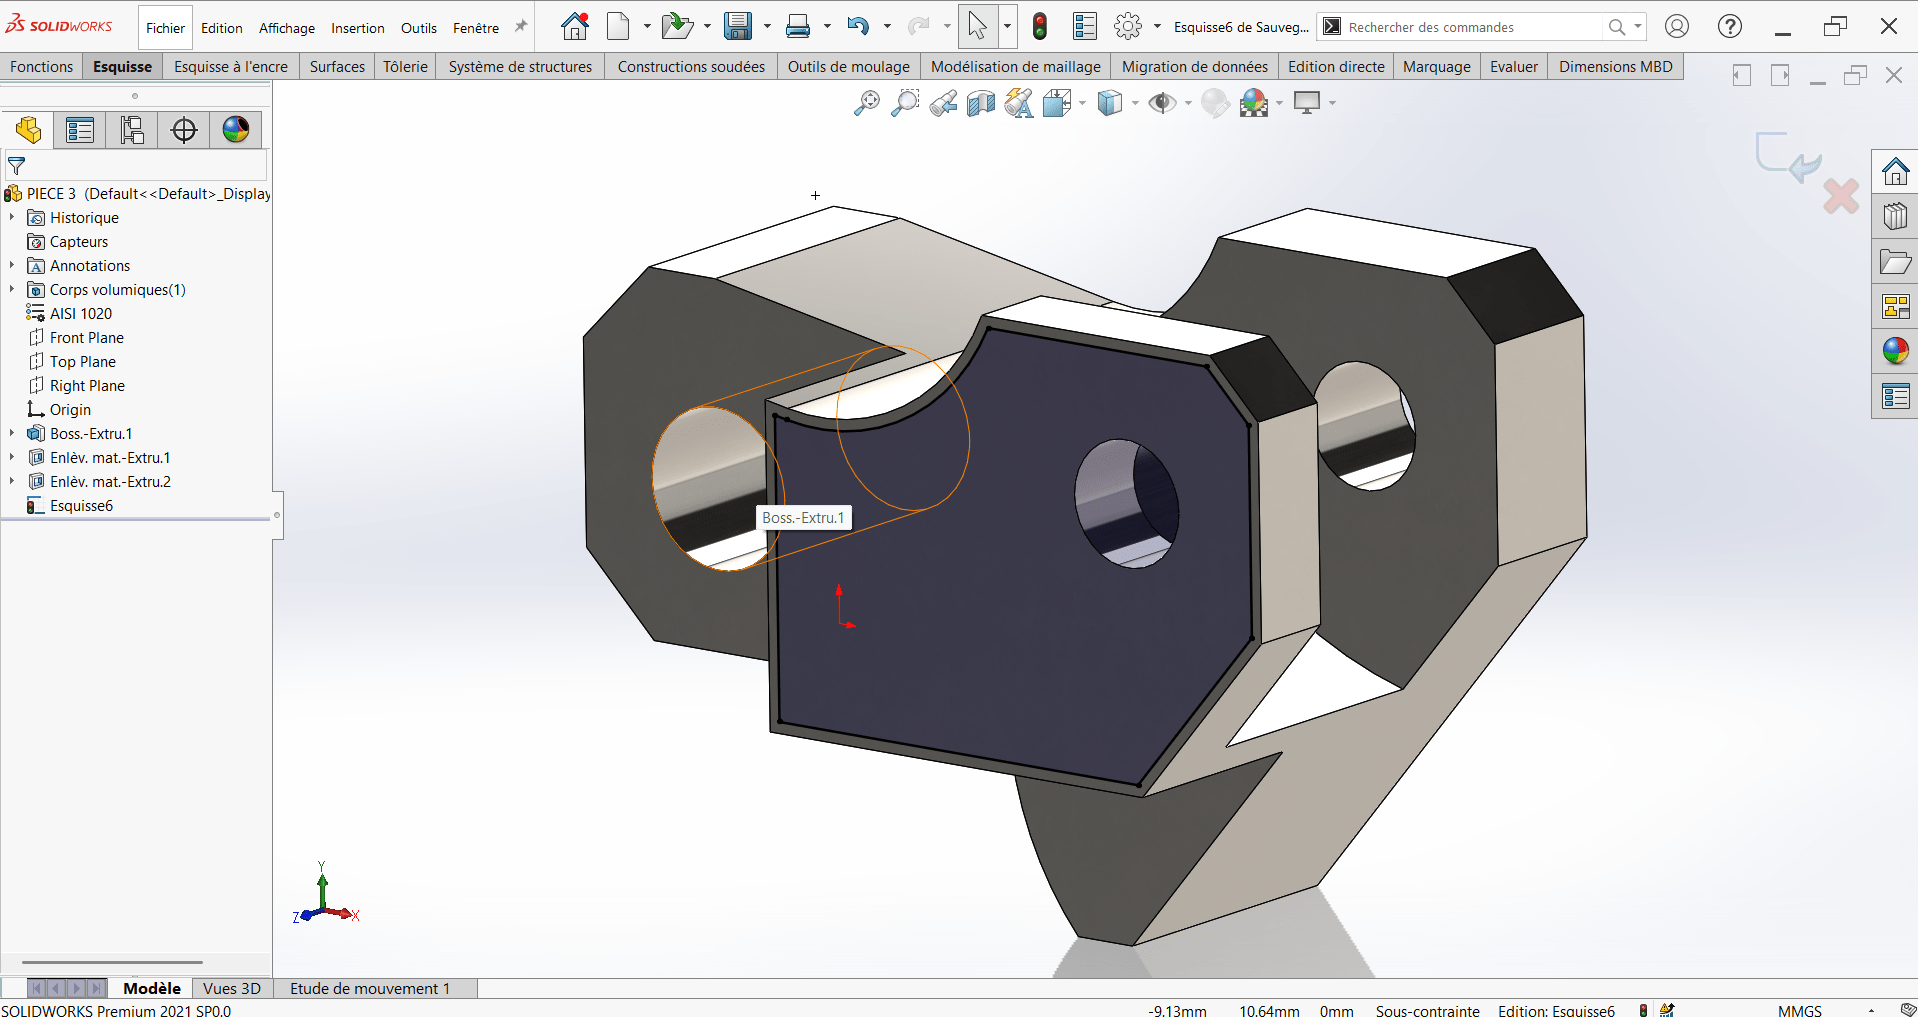 SOLIDWORKS Fichier Edition Affichage Insertion Outils Fenêtre Esquisse6 de Sauveg... Rechercher des commandes
Fonctions Esquisse Esquisse à l'encre Surfaces Tôlerie Système de structures Constructions soudées Outils de moulage Modélisation de maillage Migration de données Edition directe Marquage Evaluer Dimensions MBD
PIECE 3 (Default<<Default>_Display
Historique
Capteurs
Annotations
Corps volumiques(1)
AISI 1020
Front Plane
Top Plane
Right Plane
Origin
Boss.-Extru.1
Enlèv. mat.-Extru.1
Enlèv. mat.-Extru.2
Esquisse6
Boss.-Extru.1
Y
Z X
Modèle Vues 3D Etude de mouvement 1
SOLIDWORKS Premium 2021 SP0.0 -9.13mm 10.64mm 0mm Sous-contrainte Edition: Esquisse6 MMGS